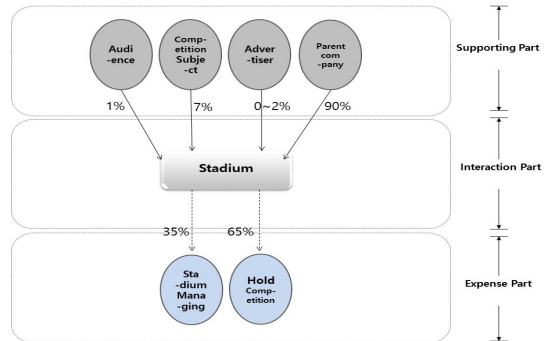 Audi
-ence
Comp-
etition
Subje
-ct
Adver
-tiser
Parent
com
-pany
Supporting Part
1%
7%
0~2%
90%
Stadium
Interaction Part
35%
65%
Sta
-dium
Mana
-ging
Hold
Comp-
etition
Expense Part